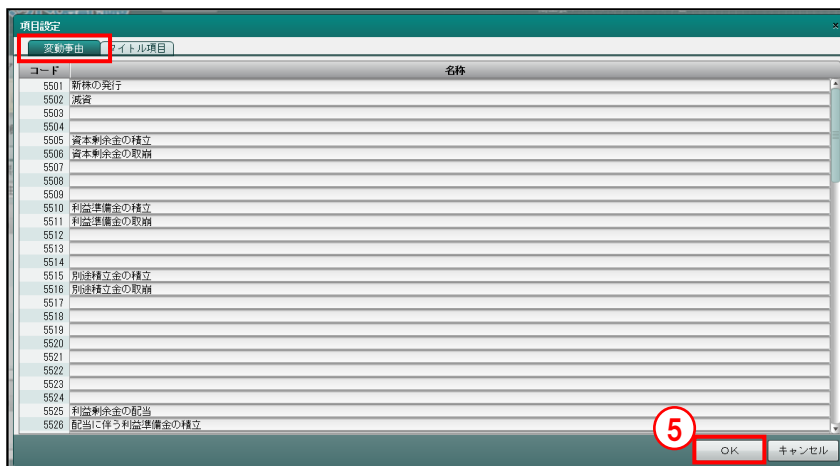 項目設定
×
変動事由 タイトル項目
コード 名称
5501 新株の発行
5502 減資
5503
5504
5505 資本剰余金の積立
5506 資本剰余金の取崩
5507
5508
5509
5510 利益準備金の積立
5511 利益準備金の取崩
5512
5513
5514
5515 別途積立金の積立
5516 別途積立金の取崩
5517
5518
5519
5520
5521
5522
5523
5524
5525 利益剰余金の配当
5526 配当に伴う利益準備金の積立
5
OK キャンセル